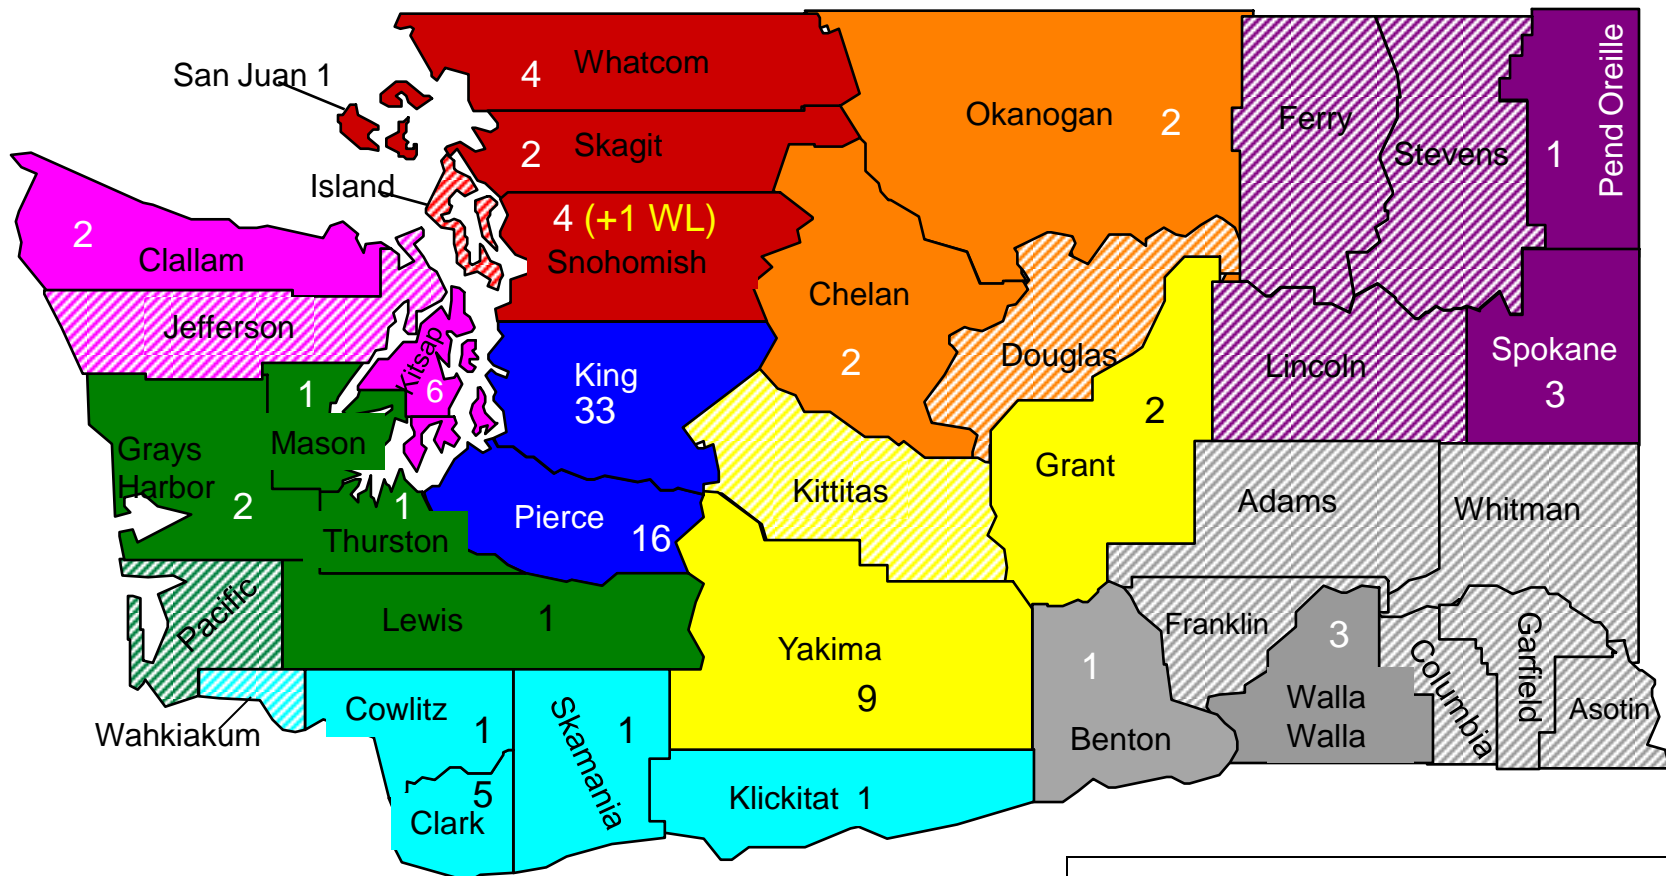 Whatcom
4
San Juan 1
Okanogan 2
Ferry
Stevens
1
Pend Oreille
2 Skagit
Island
4 (+1 WL)
Snohomish
2
Clallam
Chelan
2
Jefferson
Kitsap
6
Douglas
Lincoln
Spokane
3
King
33
1
Mason
2
Grant
Grays
Harbor
2
Kittitas
Adams
Whitman
1
Thurston
Pierce
16
Pacific
Lewis 1
Yakima
9
Franklin
3
Walla
Walla
1
Benton
Columbia
Garfield
Asotin
Wahkiakum
Cowlitz
1
Skamania
1
5
Clark
Klickitat 1